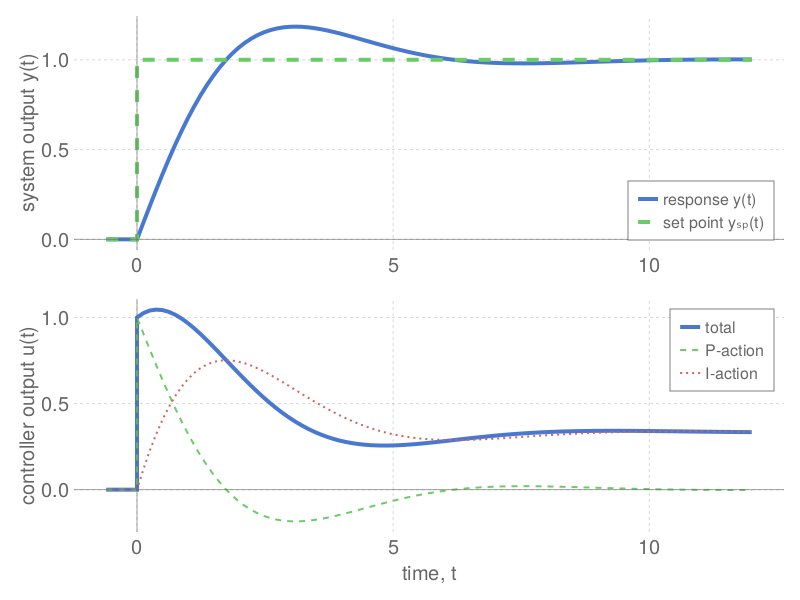 system output y(t)
1.0
0.5
0.0
0
5
10
response y(t)
set point yₛₚ(t)
controller output u(t)
1.0
0.5
0.0
0
5
10
total
P-action
I-action
time, t